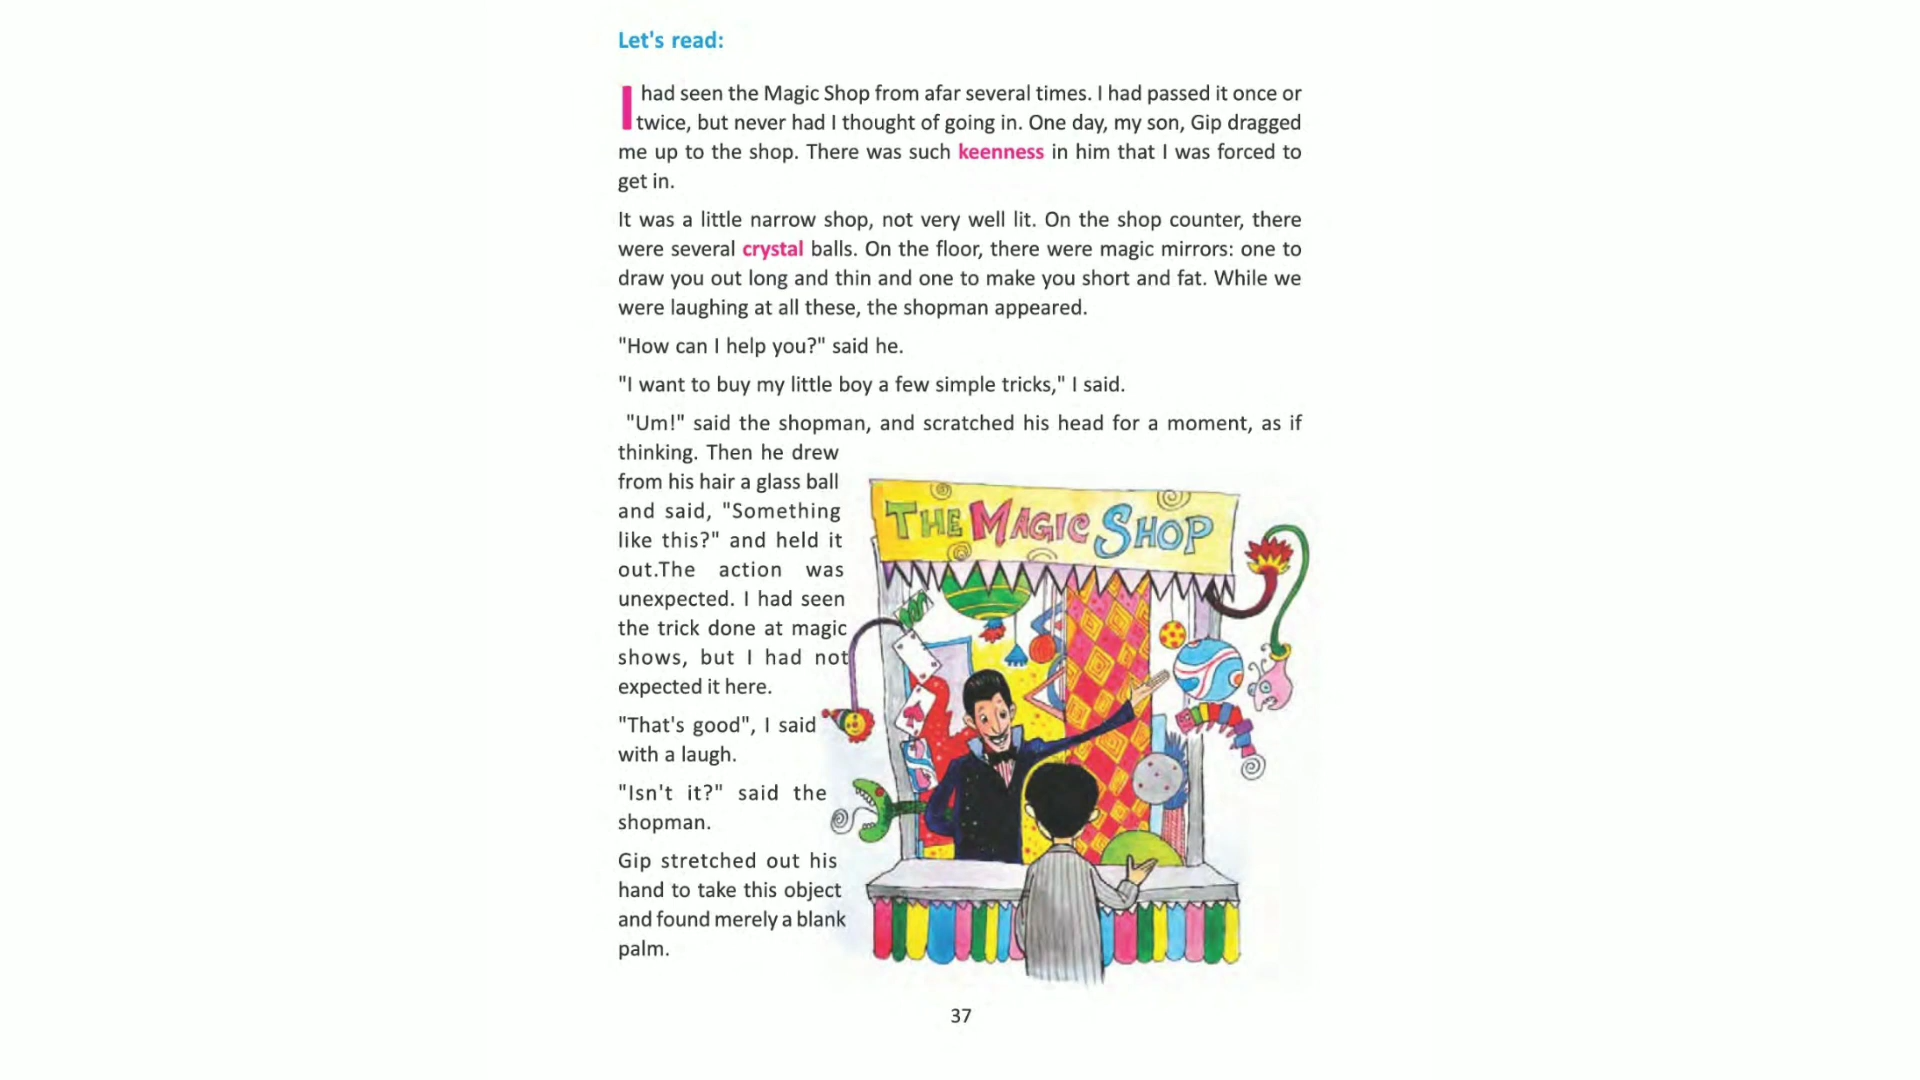 Let's read:
I had seen the Magic Shop from afar several times. I had passed it once or
twice, but never had I thought of going in. One day, my son, Gip dragged
me up to the shop. There was such keenness in him that I was forced to
get in.
It was a little narrow shop, not very well lit. On the shop counter, there
were several crystal balls. On the floor, there were magic mirrors: one to
draw you out long and thin and one to make you short and fat. While we
were laughing at all these, the shopman appeared.
"How can I help you?" said he.
"I want to buy my little boy a few simple tricks," I said.
"Um!" said the shopman, and scratched his head for a moment, as if
thinking. Then he drew
from his hair a glass ball
and said, "Something
like this?" and held it
out.The action was
unexpected. I had seen
the trick done at magic
shows, but I had not
expected it here.
"That's good", I said
with a laugh.
"Isn't it?" said the
shopman.
Gip stretched out his
hand to take this object
and found merely a blank
palm.
THE MAGIC SHOP
37